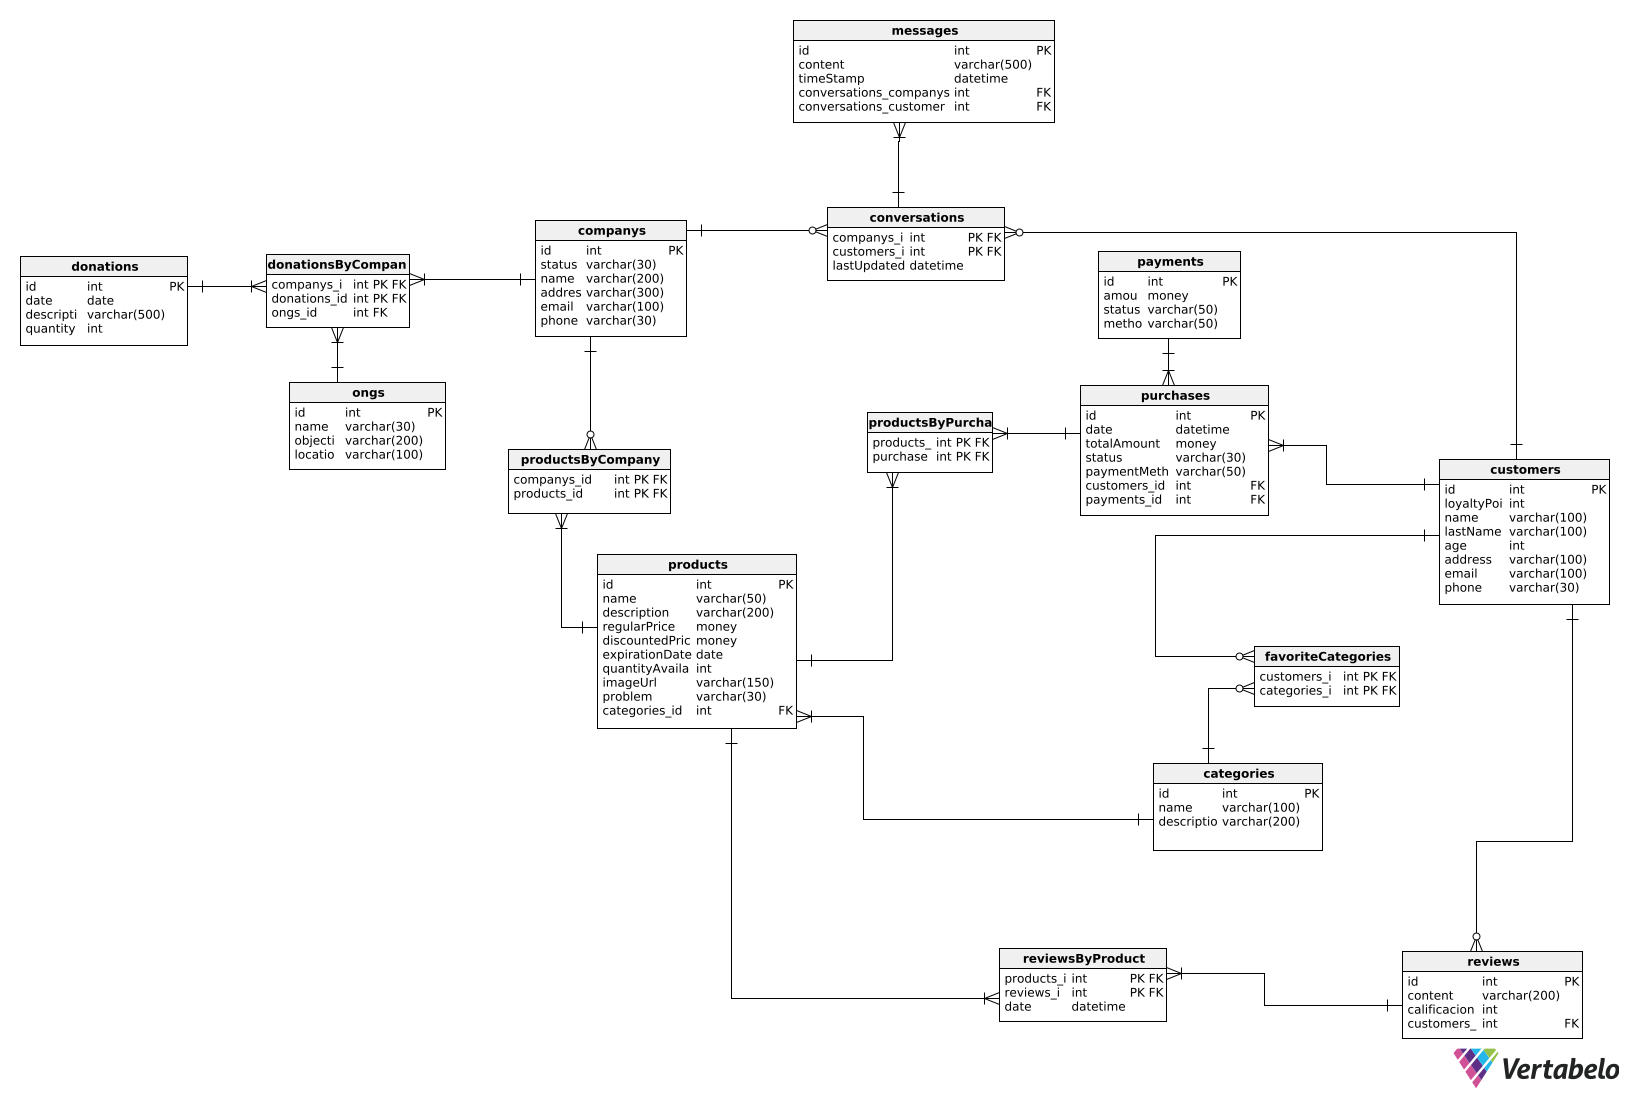 messages
id int PK
content varchar(500)
timeStamp datetime
conversations_companys int FK
conversations_customer int FK
conversations
companys_i int PK FK
customers_i int PK FK
lastUpdated datetime
companys
id int PK
status varchar(30)
name varchar(200)
addres varchar(300)
email varchar(100)
phone varchar(30)
donations
id int PK
date date
descripti varchar(500)
quantity int
donationsByCompan
companys_i int PK FK
donations_id int PK FK
ongs_id int FK
ongs
id int PK
name varchar(30)
objecti varchar(200)
locatio varchar(100)
payments
id int PK
amou money
status varchar(50)
metho varchar(50)
purchases
id int PK
date datetime
totalAmount money
status varchar(30)
paymentMeth varchar(50)
customers_id int FK
payments_id int FK
productsByPurcha
products_ int PK FK
purchase int PK FK
productsByCompany
companys_id int PK FK
products_id int PK FK
customers
id int PK
loyaltyPoi int
name varchar(100)
lastName varchar(100)
age int
address varchar(100)
email varchar(100)
phone varchar(30)
products
id int PK
name varchar(50)
description varchar(200)
regularPrice money
discountedPric money
expirationDate date
quantityAvaila int
imageUrl varchar(150)
problem varchar(30)
categories_id int FK
favoriteCategories
customers_i int PK FK
categories_i int PK FK
categories
id int PK
name varchar(100)
descriptio varchar(200)
reviewsByProduct
products_i int PK FK
reviews_i int PK FK
date datetime
reviews
id int PK
content varchar(200)
calificacion int
customers_ int FK
Vertabelo